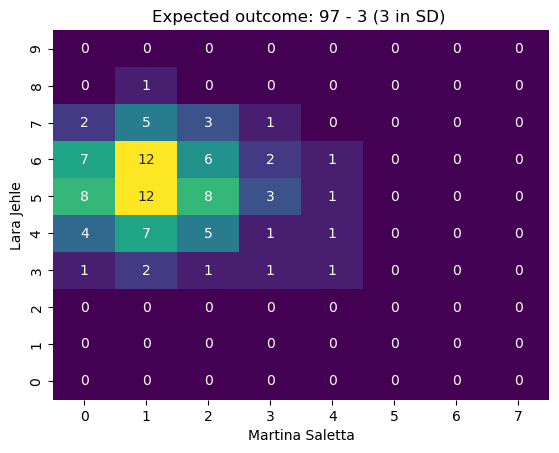 Expected outcome: 97 - 3 (3 in SD)
Lara Jehle
9 0 0 0 0 0 0 0 0
8 0 1 0 0 0 0 0 0
7 2 5 3 1 0 0 0 0
6 7 12 6 2 1 0 0 0
5 8 12 8 3 1 0 0 0
4 4 7 5 1 1 0 0 0
3 1 2 1 1 1 0 0 0
2 0 0 0 0 0 0 0 0
1 0 0 0 0 0 0 0 0
0 0 0 0 0 0 0 0 0
0 1 2 3 4 5 6 7
Martina Saletta